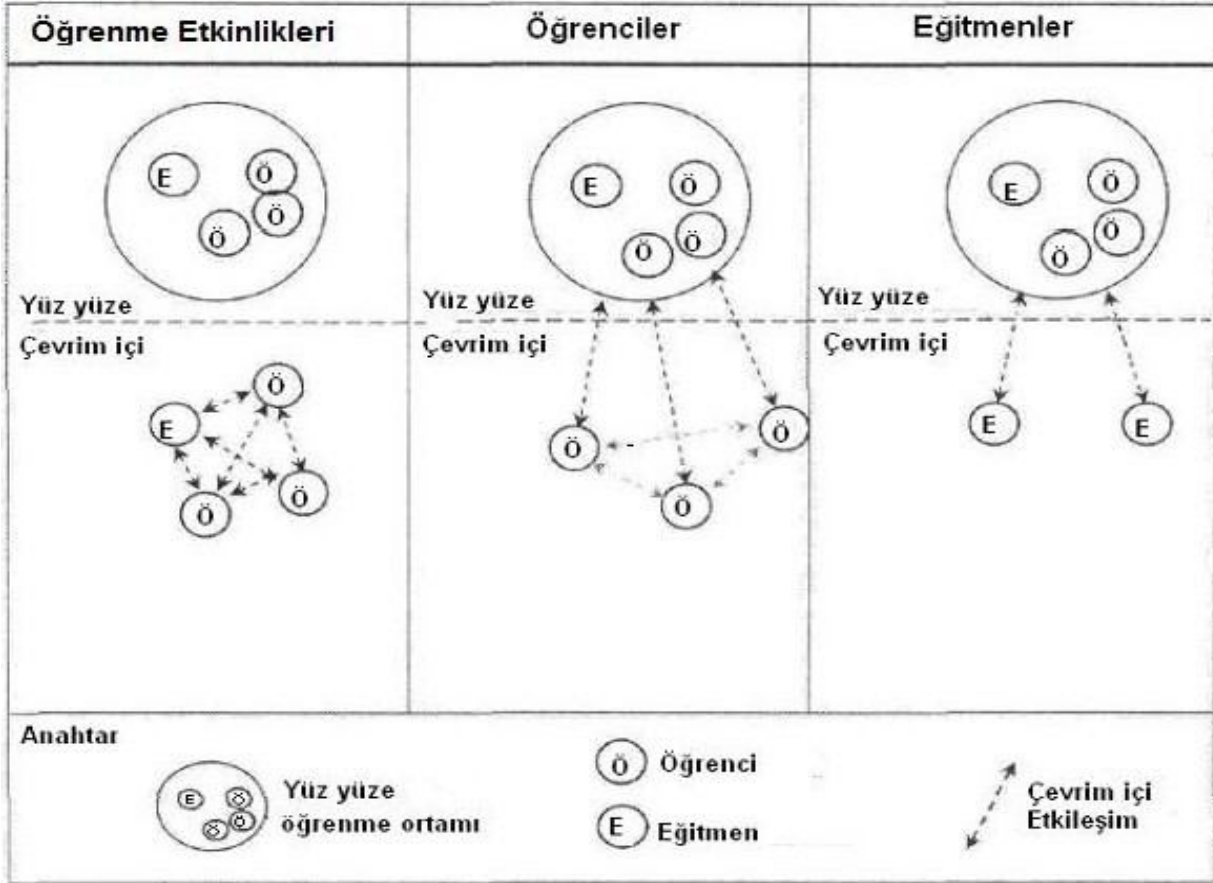 Öğrenme Etkinlikleri
Öğrenciler
Eğitmenler
E
Ö
Ö
Ö
Yüz yüze
Çevrim içi
Ö
E
Ö
Ö
E
Ö
Ö
Ö
Yüz yüze
Çevrim içi
Ö
Ö
Ö
E
Ö
Ö
Ö
Yüz yüze
Çevrim içi
E
E
Anahtar
E
Ö
Ö
Ö
Yüz yüze
öğrenme ortamı
Ö Öğrenci
E Eğitmen
Çevrim içi
Etkileşim